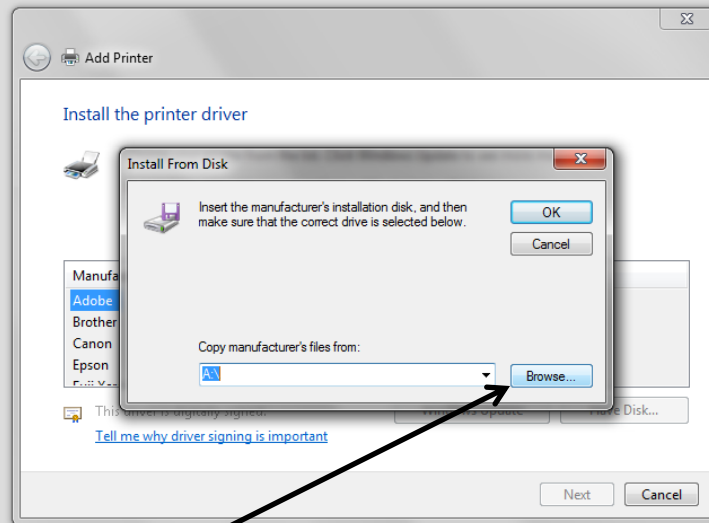 Add Printer
Install the printer driver
Install From Disk
Insert the manufacturer's installation disk, and then
make sure that the correct drive is selected below.
OK
Cancel
Manufa
Adobe
Brother
Canon
Epson
Copy manufacturer's files from:
A:\
Browse...
This driver is digitally signed.
Windows Update
Have Disk...
Tell me why driver signing is important
Next
Cancel